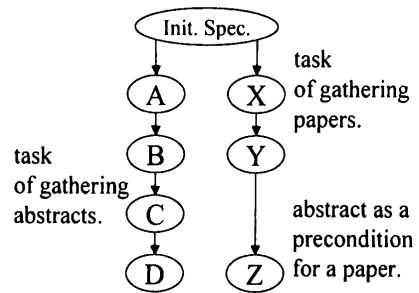 Init. Spec.
A
B
C
D
X
Y
Z
task
of gathering
papers.
task
of gathering
abstracts.
abstract as a
precondition
for a paper.